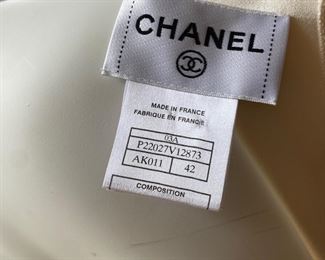 CHANEL
MADE IN FRANCE
FABRIQUE EN FRANCE
03A
P22027V12873
AK011 42
COMPOSITION